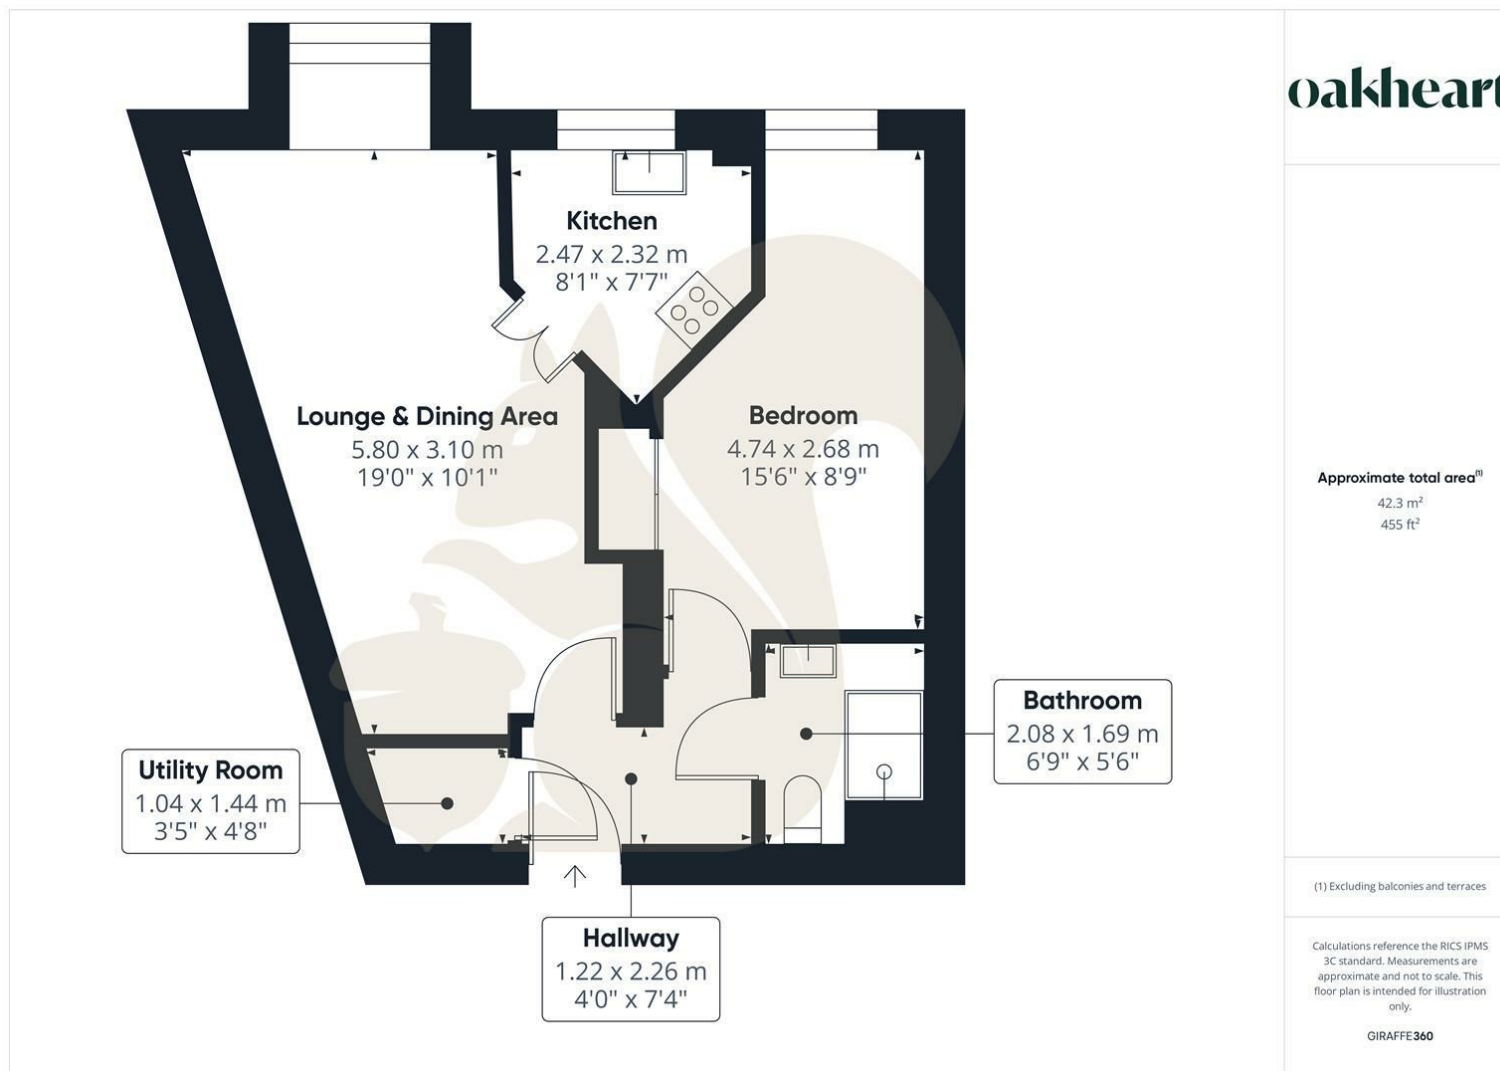 oakheart
Kitchen
2.47 x 2.32 m
8'1" x 7'7"
Lounge & Dining Area
5.80 x 3.10 m
19'0" x 10'1"
Bedroom
4.74 x 2.68 m
15'6" x 8'9"
Bathroom
2.08 x 1.69 m
6'9" x 5'6"
Utility Room
1.04 x 1.44 m
3'5" x 4'8"
Hallway
1.22 x 2.26 m
4'0" x 7'4"
Approximate total area(1)
42.3 m²
455 ft²
(1) Excluding balconies and terraces
Calculations reference the RICS IPMS
3C standard. Measurements are
approximate and not to scale. This
floor plan is intended for illustration
only.
GIRAFFE360